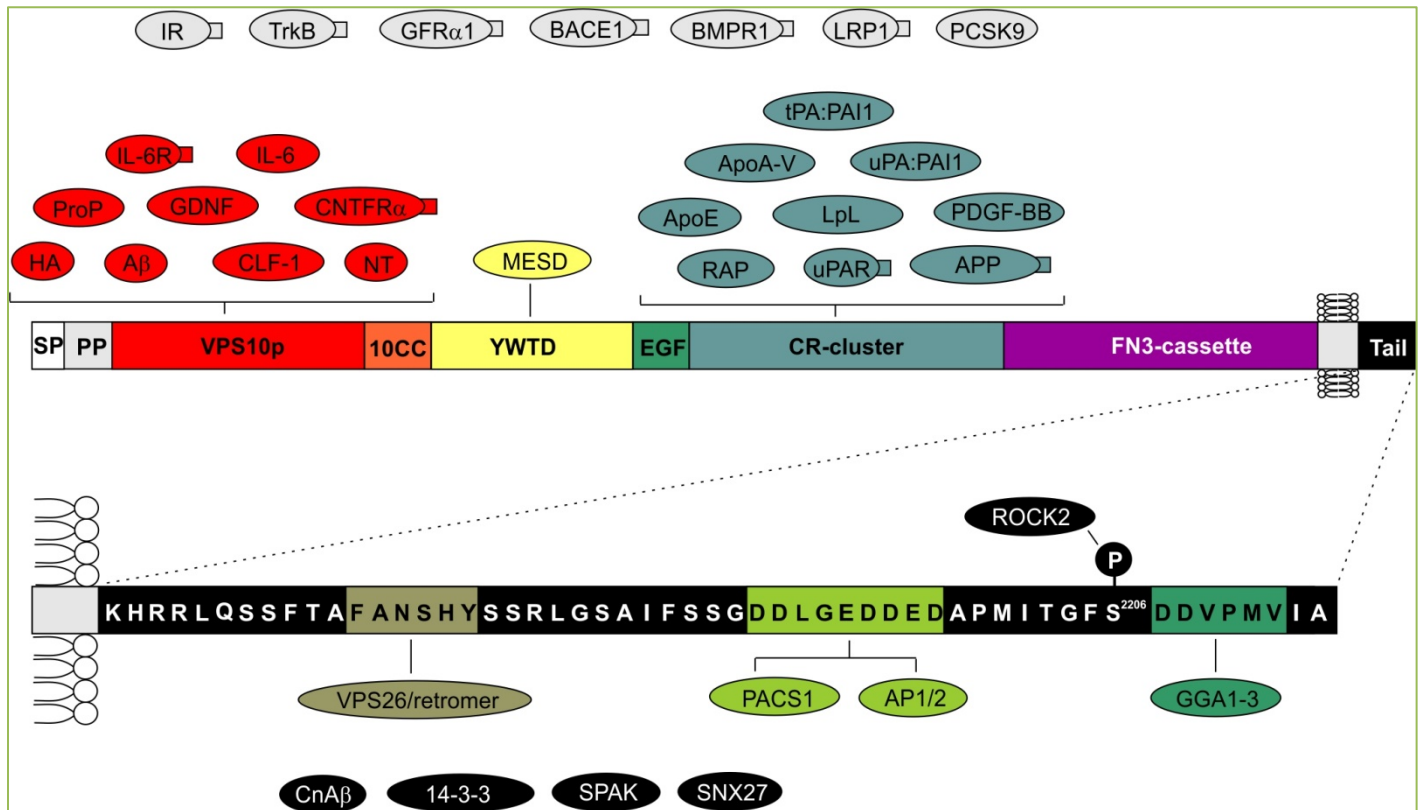 IR TrkB GFRα1 BACE1 BMPR1 LRP1 PCSK9
tPA:PAI1
IL-6R IL-6 ApoA-V uPA:PAI1
ProP GDNF CNTFRα ApoE LpL PDGF-BB
HA Aβ CLF-1 NT MESD RAP uPAR APP
SP PP VPS10p 10CC YWTD EGF CR-cluster FN3-cassette Tail
ROCK2
P
KHRRLQSSFTAFANSHYSSRLGSAIFSSGDDLGEDDEDAPMITGFS²²⁰⁶DDVPMVIA
VPS26/retromer PACS1 AP1/2 GGA1-3
CnAβ 14-3-3 SPAK SNX27